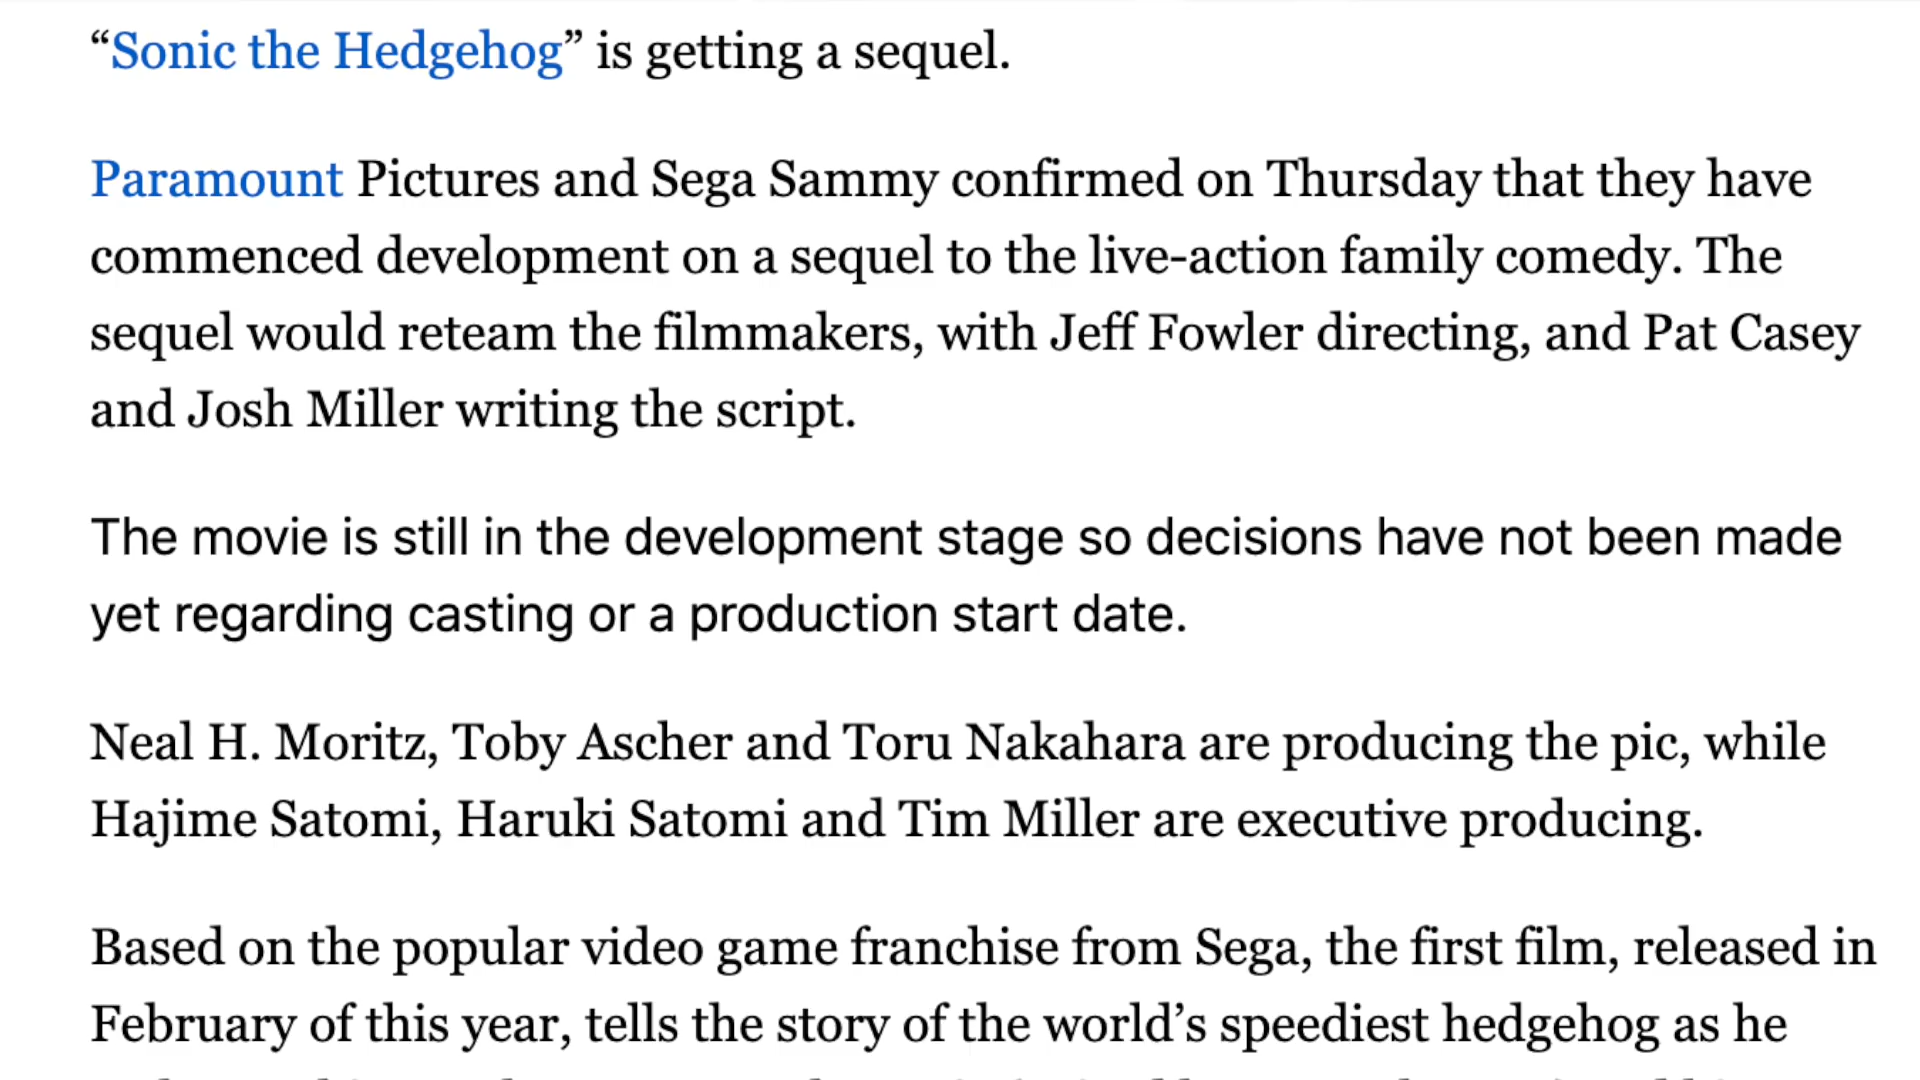 “Sonic the Hedgehog” is getting a sequel.
Paramount Pictures and Sega Sammy confirmed on Thursday that they have
commenced development on a sequel to the live-action family comedy. The
sequel would reteam the filmmakers, with Jeff Fowler directing, and Pat Casey
and Josh Miller writing the script.
The movie is still in the development stage so decisions have not been made
yet regarding casting or a production start date.
Neal H. Moritz, Toby Ascher and Toru Nakahara are producing the pic, while
Hajime Satomi, Haruki Satomi and Tim Miller are executive producing.
Based on the popular video game franchise from Sega, the first film, released in
February of this year, tells the story of the world’s speediest hedgehog as he